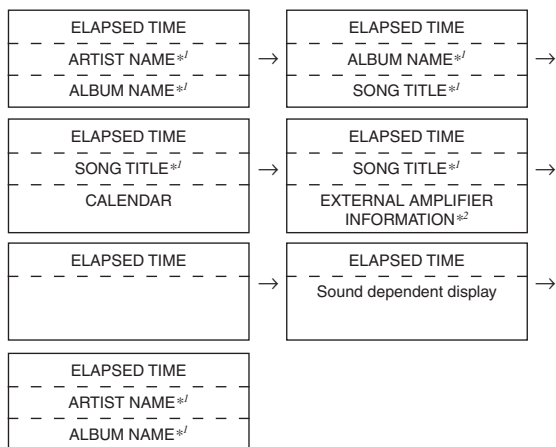 ELAPSED TIME
ARTIST NAME*1
ALBUM NAME*1
→
ELAPSED TIME
ALBUM NAME*1
SONG TITLE*1
→
ELAPSED TIME
SONG TITLE*1
CALENDAR
→
ELAPSED TIME
SONG TITLE*1
EXTERNAL AMPLIFIER
INFORMATION*2
ELAPSED TIME
→
ELAPSED TIME
Sound dependent display
→
ELAPSED TIME
ARTIST NAME*1
ALBUM NAME*1